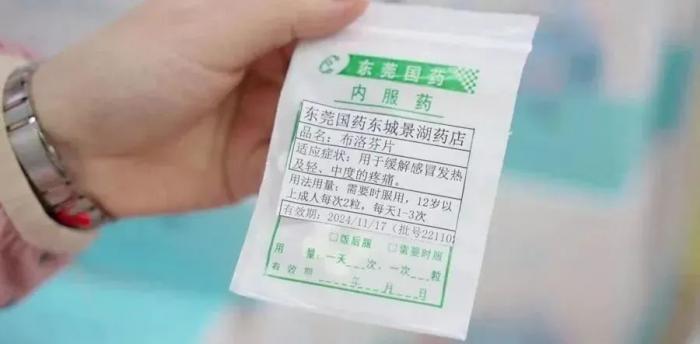 东莞国药
内服药
东莞国药东城景湖药店
品名：布洛芬片
适应症状：用于缓解感冒发热
及轻、中度的疼痛。
用法用量：需要时服用，12岁以
上成人每次2粒，每天1-3次
有效期：2024/11/17（批号22110
□饭后服 □需要时服
用 量：一天___次，一次___粒
有效期___年___月___日